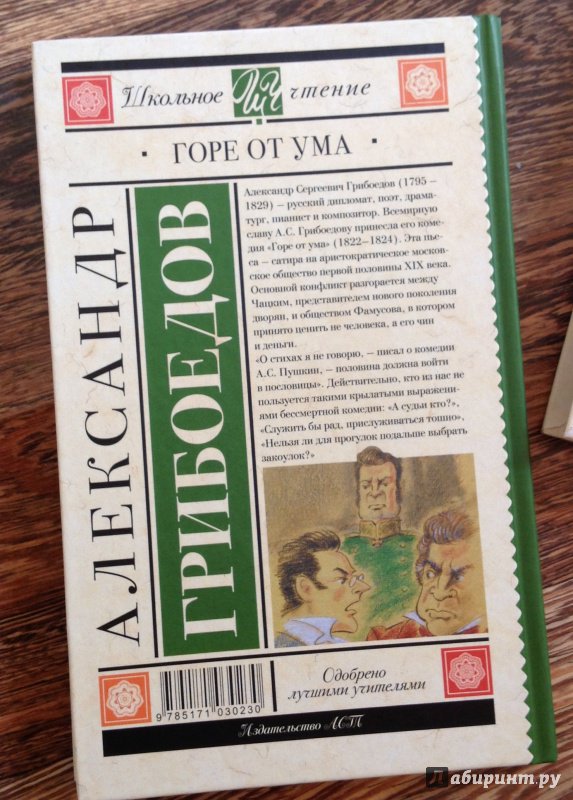 Школьное ШЧ чтение
· ГОРЕ ОТ УМА ·
АЛЕКСАНДР
ГРИБОЕДОВ
Александр Сергеевич Грибоедов (1795 –
1829) – русский дипломат, поэт, драма-
тург, пианист и композитор. Всемирную
славу А.С. Грибоедову принесла его коме-
дия «Горе от ума» (1822–1824). Эта пье-
са – сатира на аристократическое москов-
ское общество первой половины XIX века.
Основной конфликт разгорается между
Чацким, представителем нового поколения
дворян, и обществом Фамусова, в котором
принято ценить не человека, а его чин
и деньги.
«О стихах я не говорю, – писал о комедии
А.С. Пушкин, – половина должна войти
в пословицы». Действительно, кто из нас не
пользуется такими крылатыми выражени-
ями бессмертной комедии: «А судьи кто?»,
«Служить бы рад, прислуживаться тошно»,
«Нельзя ли для прогулок подальше выбрать
закоулок?»
9 785171 030230
Одобрено
лучшими учителями
Издательство АСТ
Лабиринт.ру